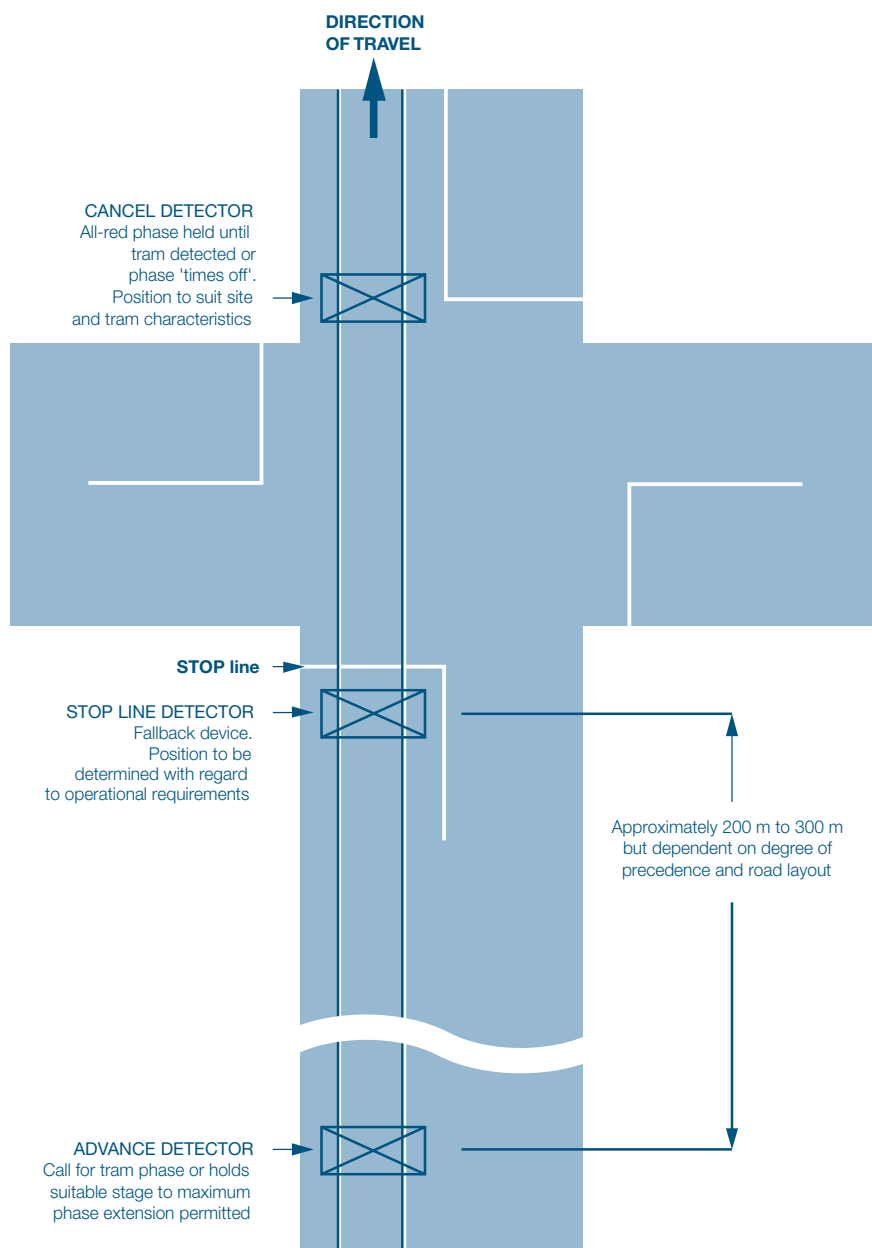 DIRECTION
OF TRAVEL
CANCEL DETECTOR
All-red phase held until
tram detected or
phase 'times off'.
Position to suit site
and tram characteristics
STOP line
STOP LINE DETECTOR
Fallback device.
Position to be
determined with regard
to operational requirements
Approximately 200 m to 300 m
but dependent on degree of
precedence and road layout
ADVANCE DETECTOR
Call for tram phase or holds
suitable stage to maximum
phase extension permitted